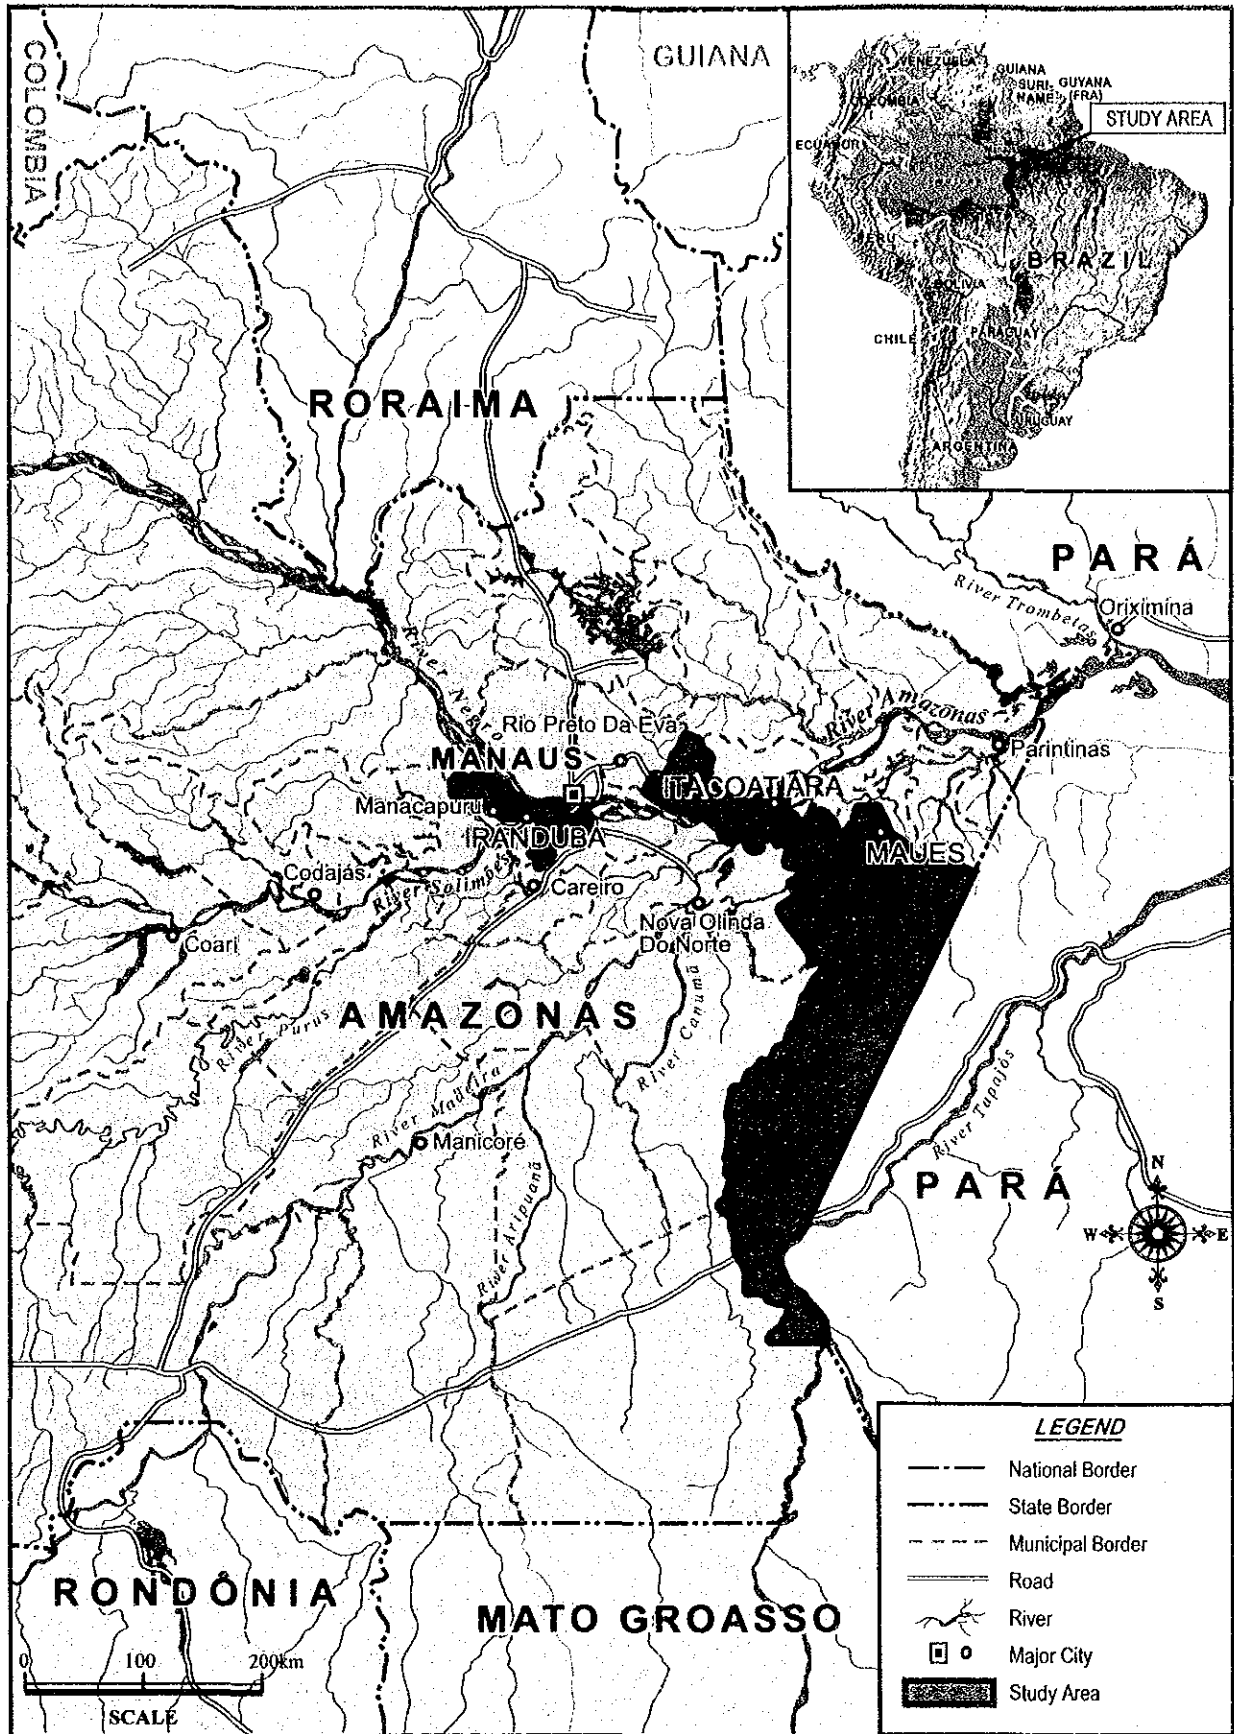 COLOMBIA
GUIANA
VENEZUELA
GUIANA
SURI-
NAME
GUYANA
(FRA)
COLOMBIA
STUDY AREA
ECUADOR
PERU
BRAZIL
BOLIVIA
CHILE
PARAGUAY
URUGUAY
ARGENTINA
RORAIMA
PARÁ
River Trombetas
Oriximina
River Negro
River Amazonas
Rio Preto Da Eva
Parintinas
MANAUS
ITACOATIARA
Manacapuru
IRANDUBA
MAUES
Codajás
River Solimões
Careiro
Nova Olinda
Do Norte
Coari
AMAZONAS
River Purus
River Canumã
River Madeira
Manicoré
River Aripuanã
River Tapajós
PARÁ
N
W
E
S
RONDÔNIA
MATO GROASSO
0 100 200km
SCALE
LEGEND
National Border
State Border
Municipal Border
Road
River
Major City
Study Area